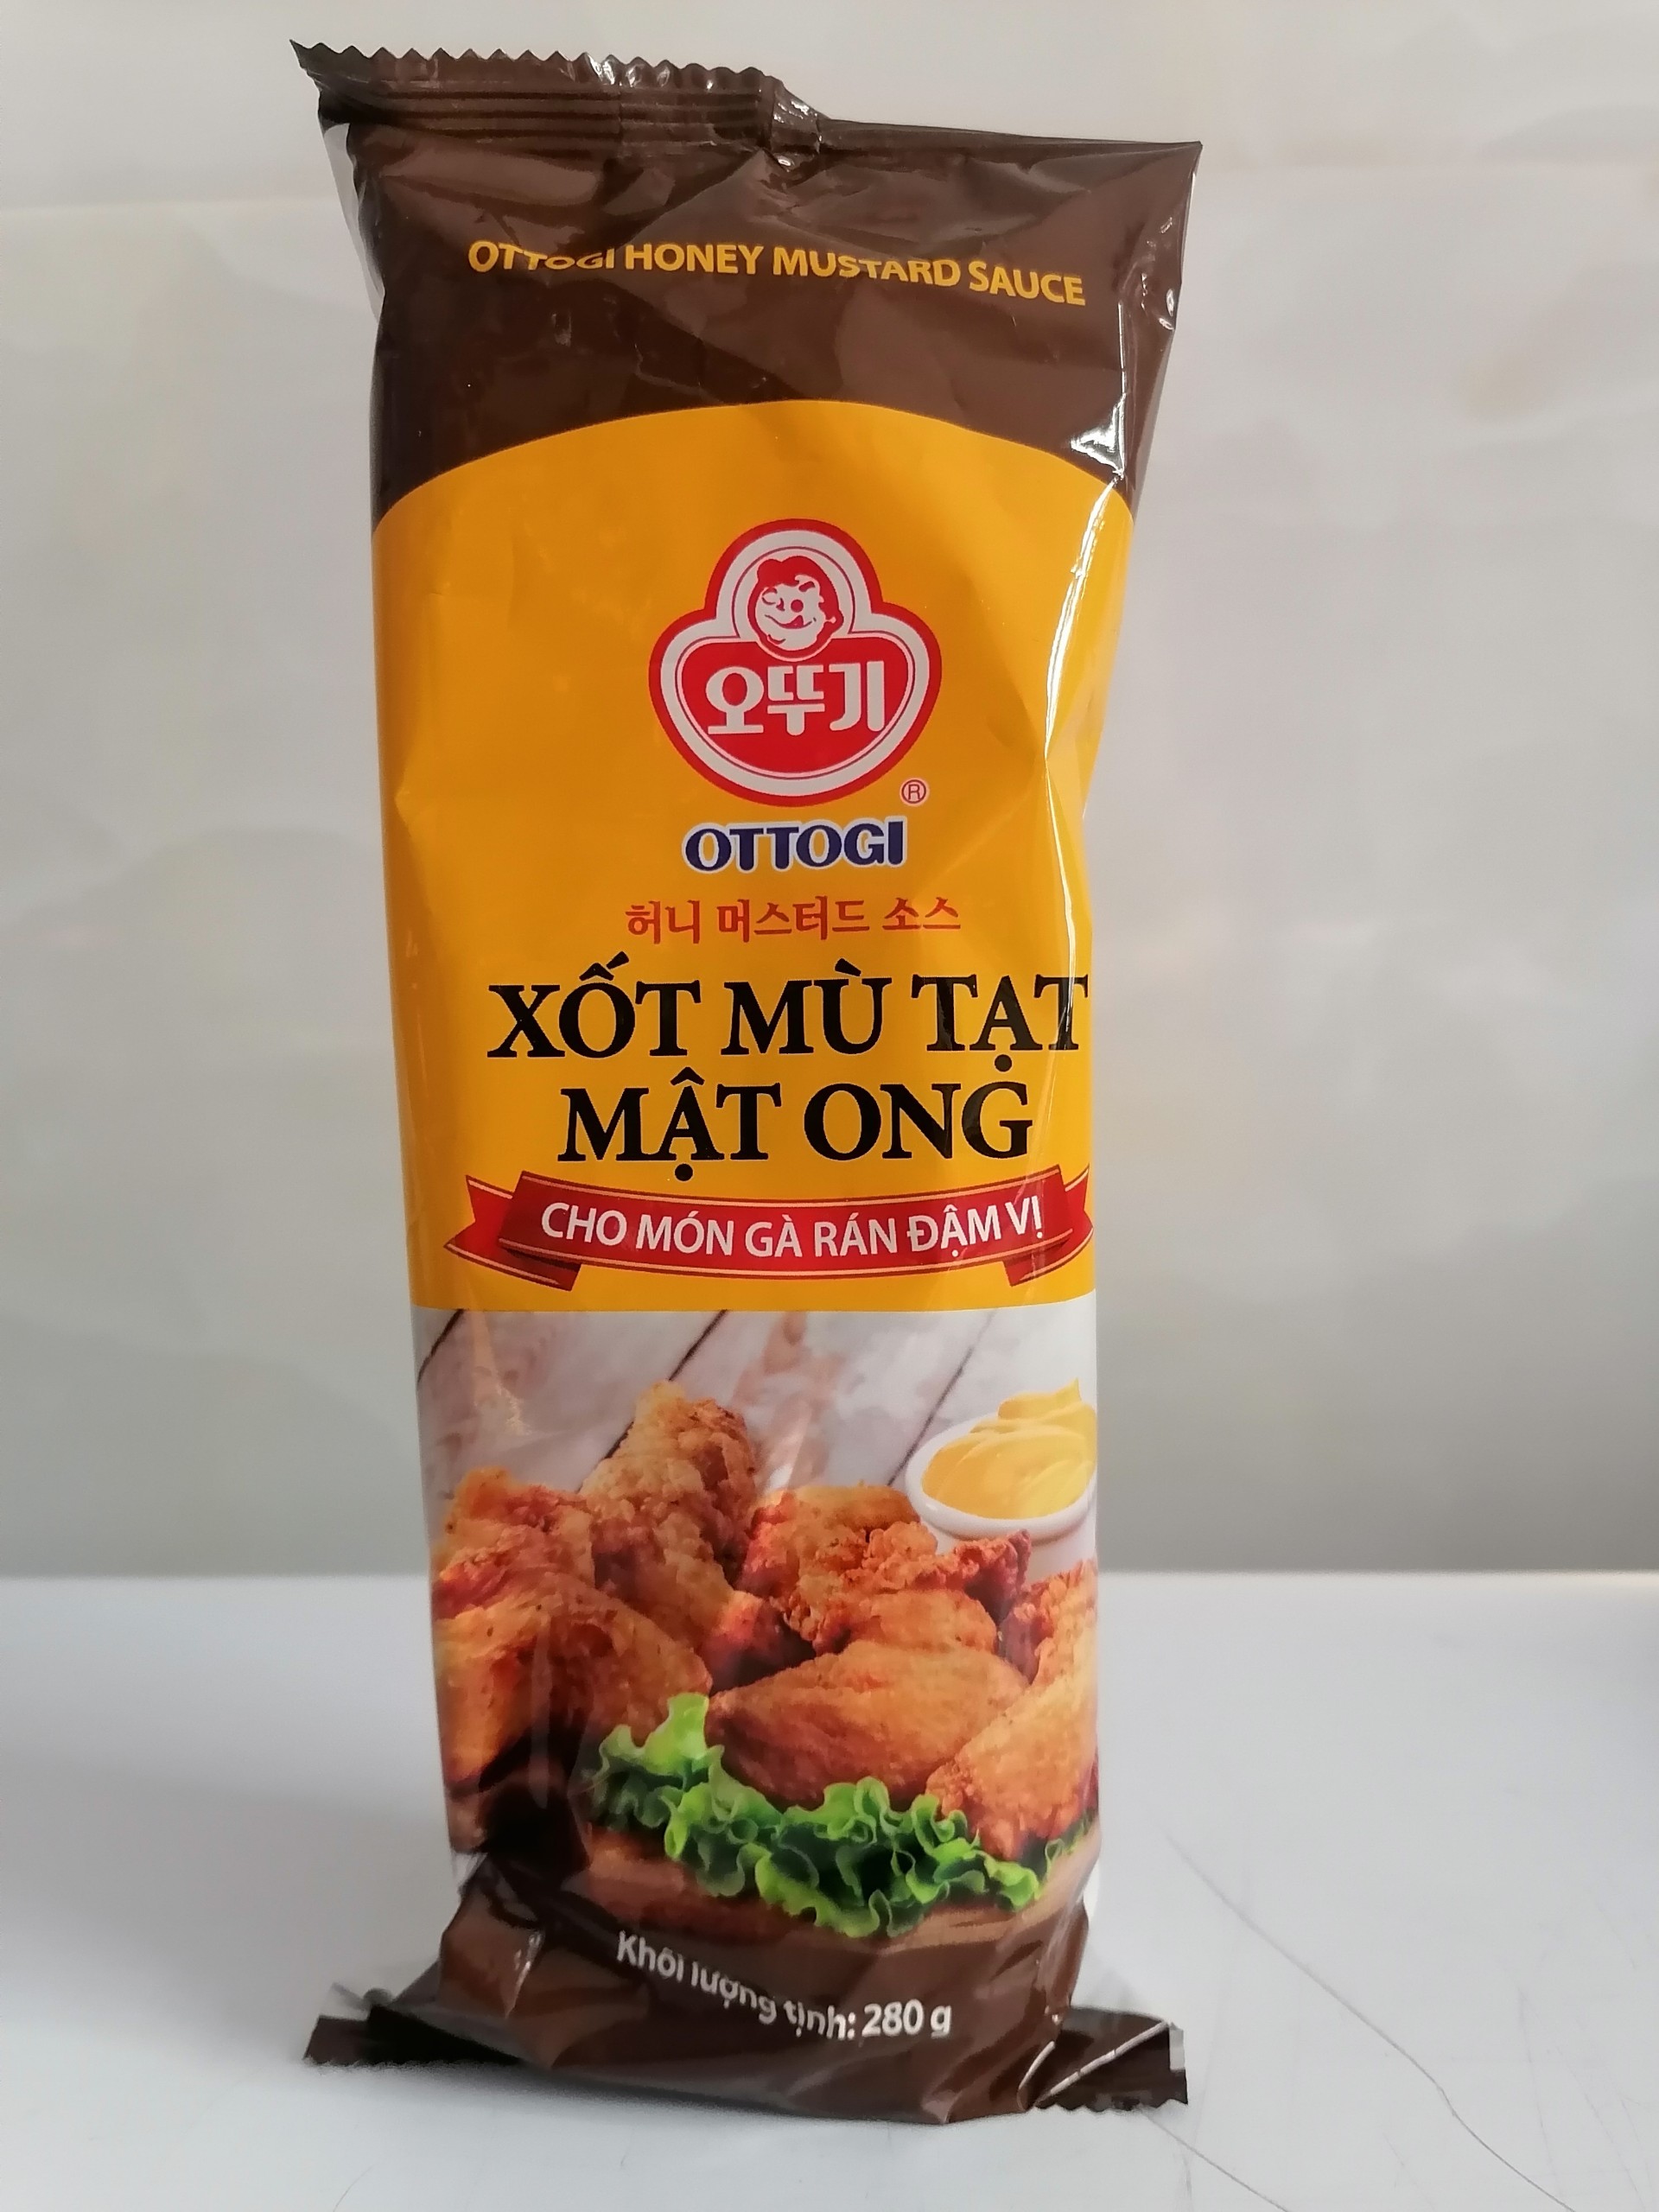 OTTOGI HONEY MUSTARD SAUCE
오뚜기
®
OTTOGI
허니 머스터드 소스
XỐT MÙ TẠT
MẬT ONG
CHO MÓN GÀ RÁN ĐẬM VỊ
Khối lượng tịnh: 280 g